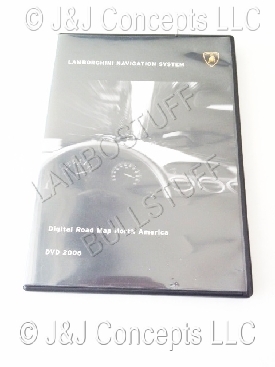 © J&J Concepts LLC
LAMBORGHINI NAVIGATION SYSTEM
LAMBOSTUFF
BULLSTUFF
Digital Road Map North America
DVD 2006
© J&J Concepts LLC